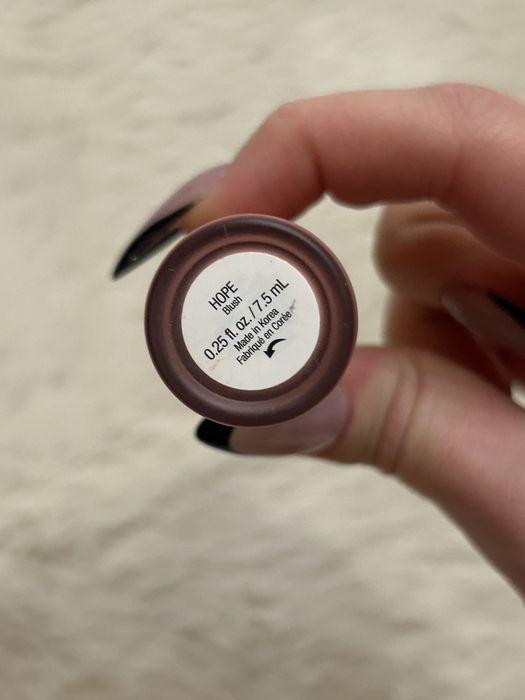 HOPE
Blush
0.25 fl. oz. / 7.5 mL
Made in Korea
Fabriqué en Corée